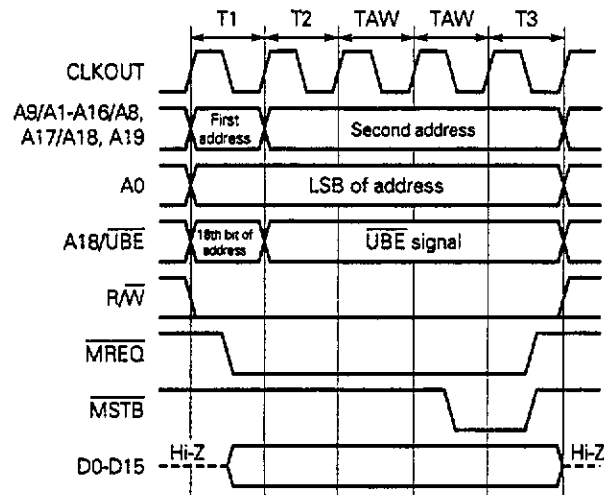 T1 T2 TAW TAW T3
CLKOUT
A9/A1-A16/A8,
A17/A18, A19
First
address
Second address
A0
LSB of address
A18/UBE
18th bit of
address
UBE signal
R/W
MREQ
MSTB
Hi-Z
Hi-Z
D0-D15